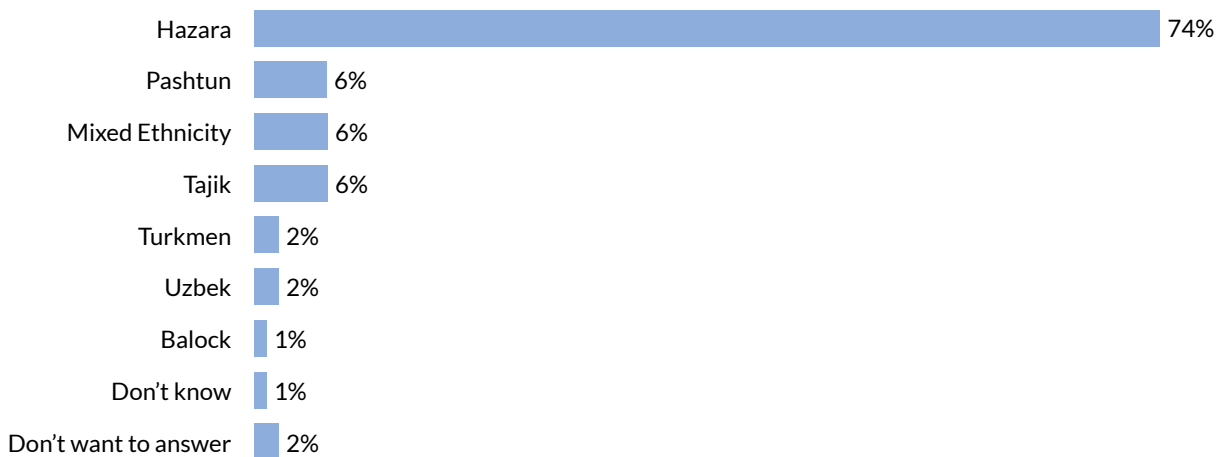 Hazara 74%
Pashtun 6%
Mixed Ethnicity 6%
Tajik 6%
Turkmen 2%
Uzbek 2%
Balock 1%
Don’t know 1%
Don’t want to answer 2%